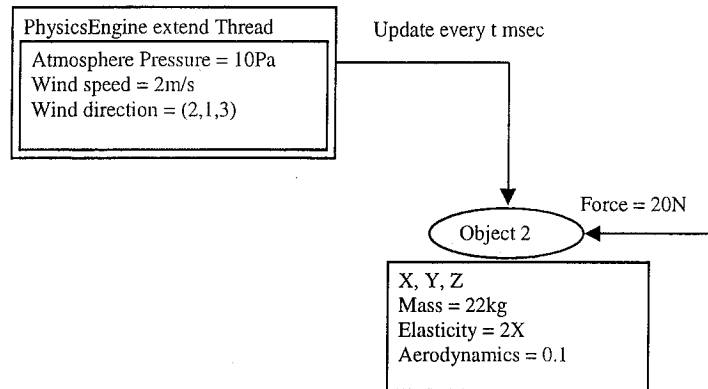 PhysicsEngine extend Thread
Update every t msec
Atmosphere Pressure = 10Pa
Wind speed = 2m/s
Wind direction = (2,1,3)
Force = 20N
Object 2
X, Y, Z
Mass = 22kg
Elasticity = 2X
Aerodynamics = 0.1